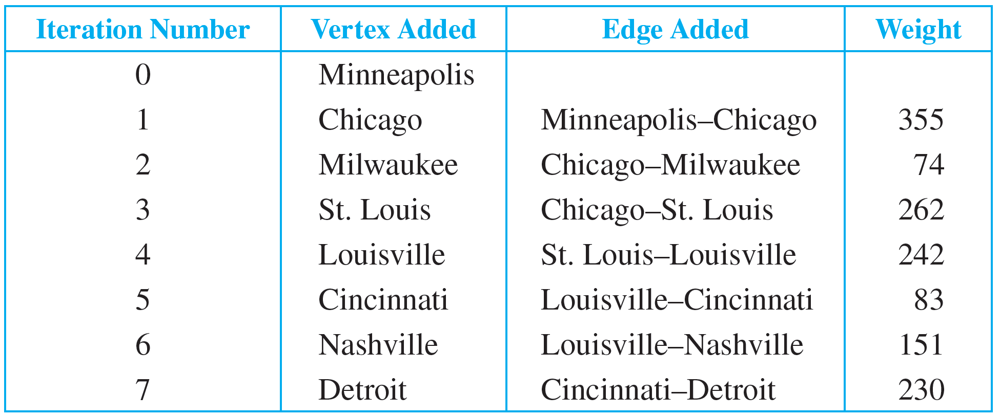 Iteration Number Vertex Added Edge Added Weight
0 Minneapolis
1 Chicago Minneapolis–Chicago 355
2 Milwaukee Chicago–Milwaukee 74
3 St. Louis Chicago–St. Louis 262
4 Louisville St. Louis–Louisville 242
5 Cincinnati Louisville–Cincinnati 83
6 Nashville Louisville–Nashville 151
7 Detroit Cincinnati–Detroit 230